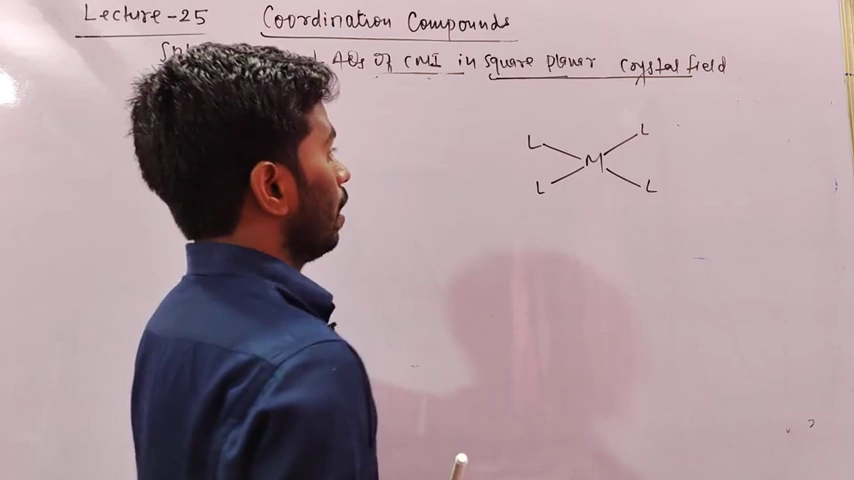 Lecture-25 Coordination Compounds
AOs of CMI in square planar crystal field
L L
M
L L